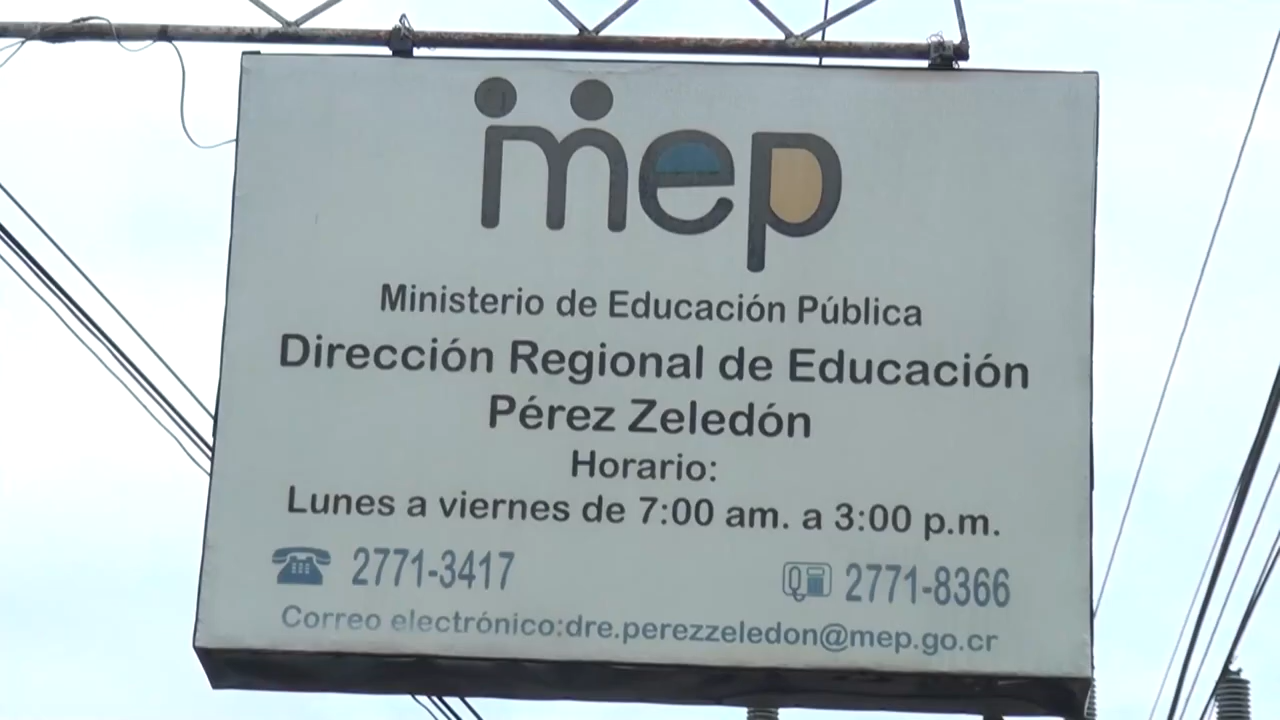 mep
Ministerio de Educación Pública
Dirección Regional de Educación
Pérez Zeledón
Horario:
Lunes a viernes de 7:00 am. a 3:00 p.m.
2771-3417 2771-8366
Correo electrónico:dre.perezzeledon@mep.go.cr